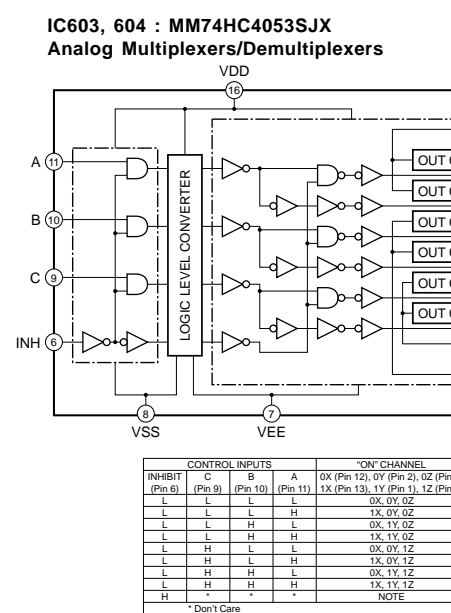 IC603, 604 : MM74HC4053SJX
Analog Multiplexers/Demultiplexers
VDD
16
A 11
B 10
C 9
INH 6
LOGIC LEVEL CONVERTER
OUT
OUT
OUT
OUT
OUT
OUT
8
VSS
7
VEE
CONTROL INPUTS "ON" CHANNEL
INHIBIT C B A 0X (Pin 12), 0Y (Pin 2), 0Z (Pin
(Pin 6) (Pin 9) (Pin 10) (Pin 11) 1X (Pin 13), 1Y (Pin 1), 1Z (Pin
L L L L 0X, 0Y, 0Z
L L L H 1X, 0Y, 0Z
L L H L 0X, 1Y, 0Z
L L H H 1X, 1Y, 0Z
L H L L 0X, 0Y, 1Z
L H L H 1X, 0Y, 1Z
L H H L 0X, 1Y, 1Z
L H H H 1X, 1Y, 1Z
H * * * NOTE
* Don't Care